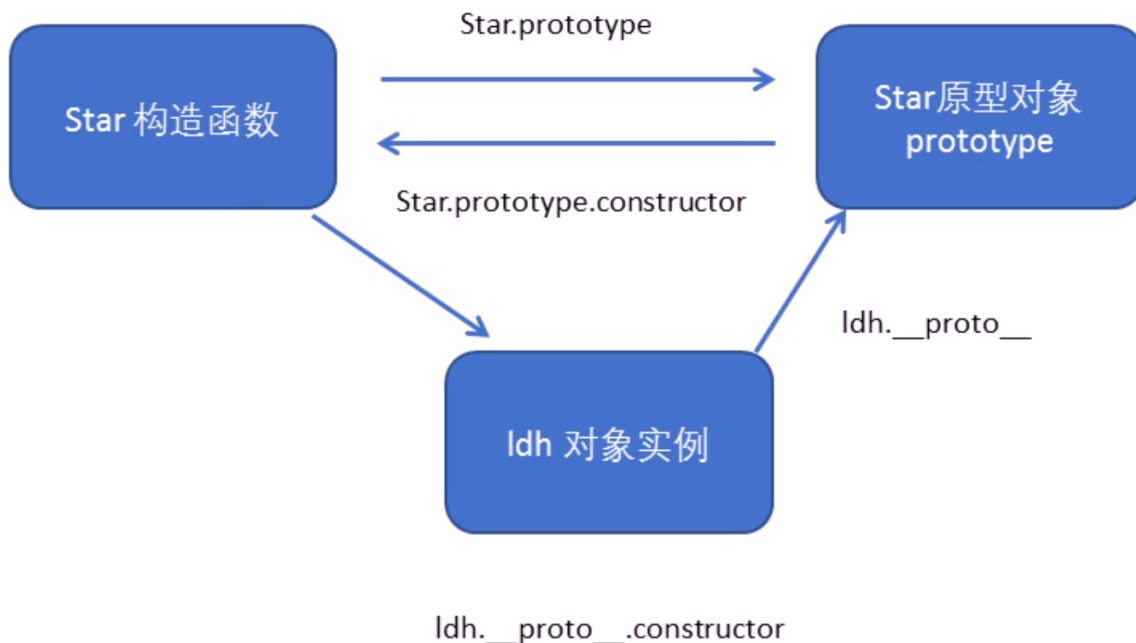 Star.prototype
Star 构造函数
Star原型对象
prototype
Star.prototype.constructor
ldh.__proto__
ldh 对象实例
ldh.__proto__.constructor